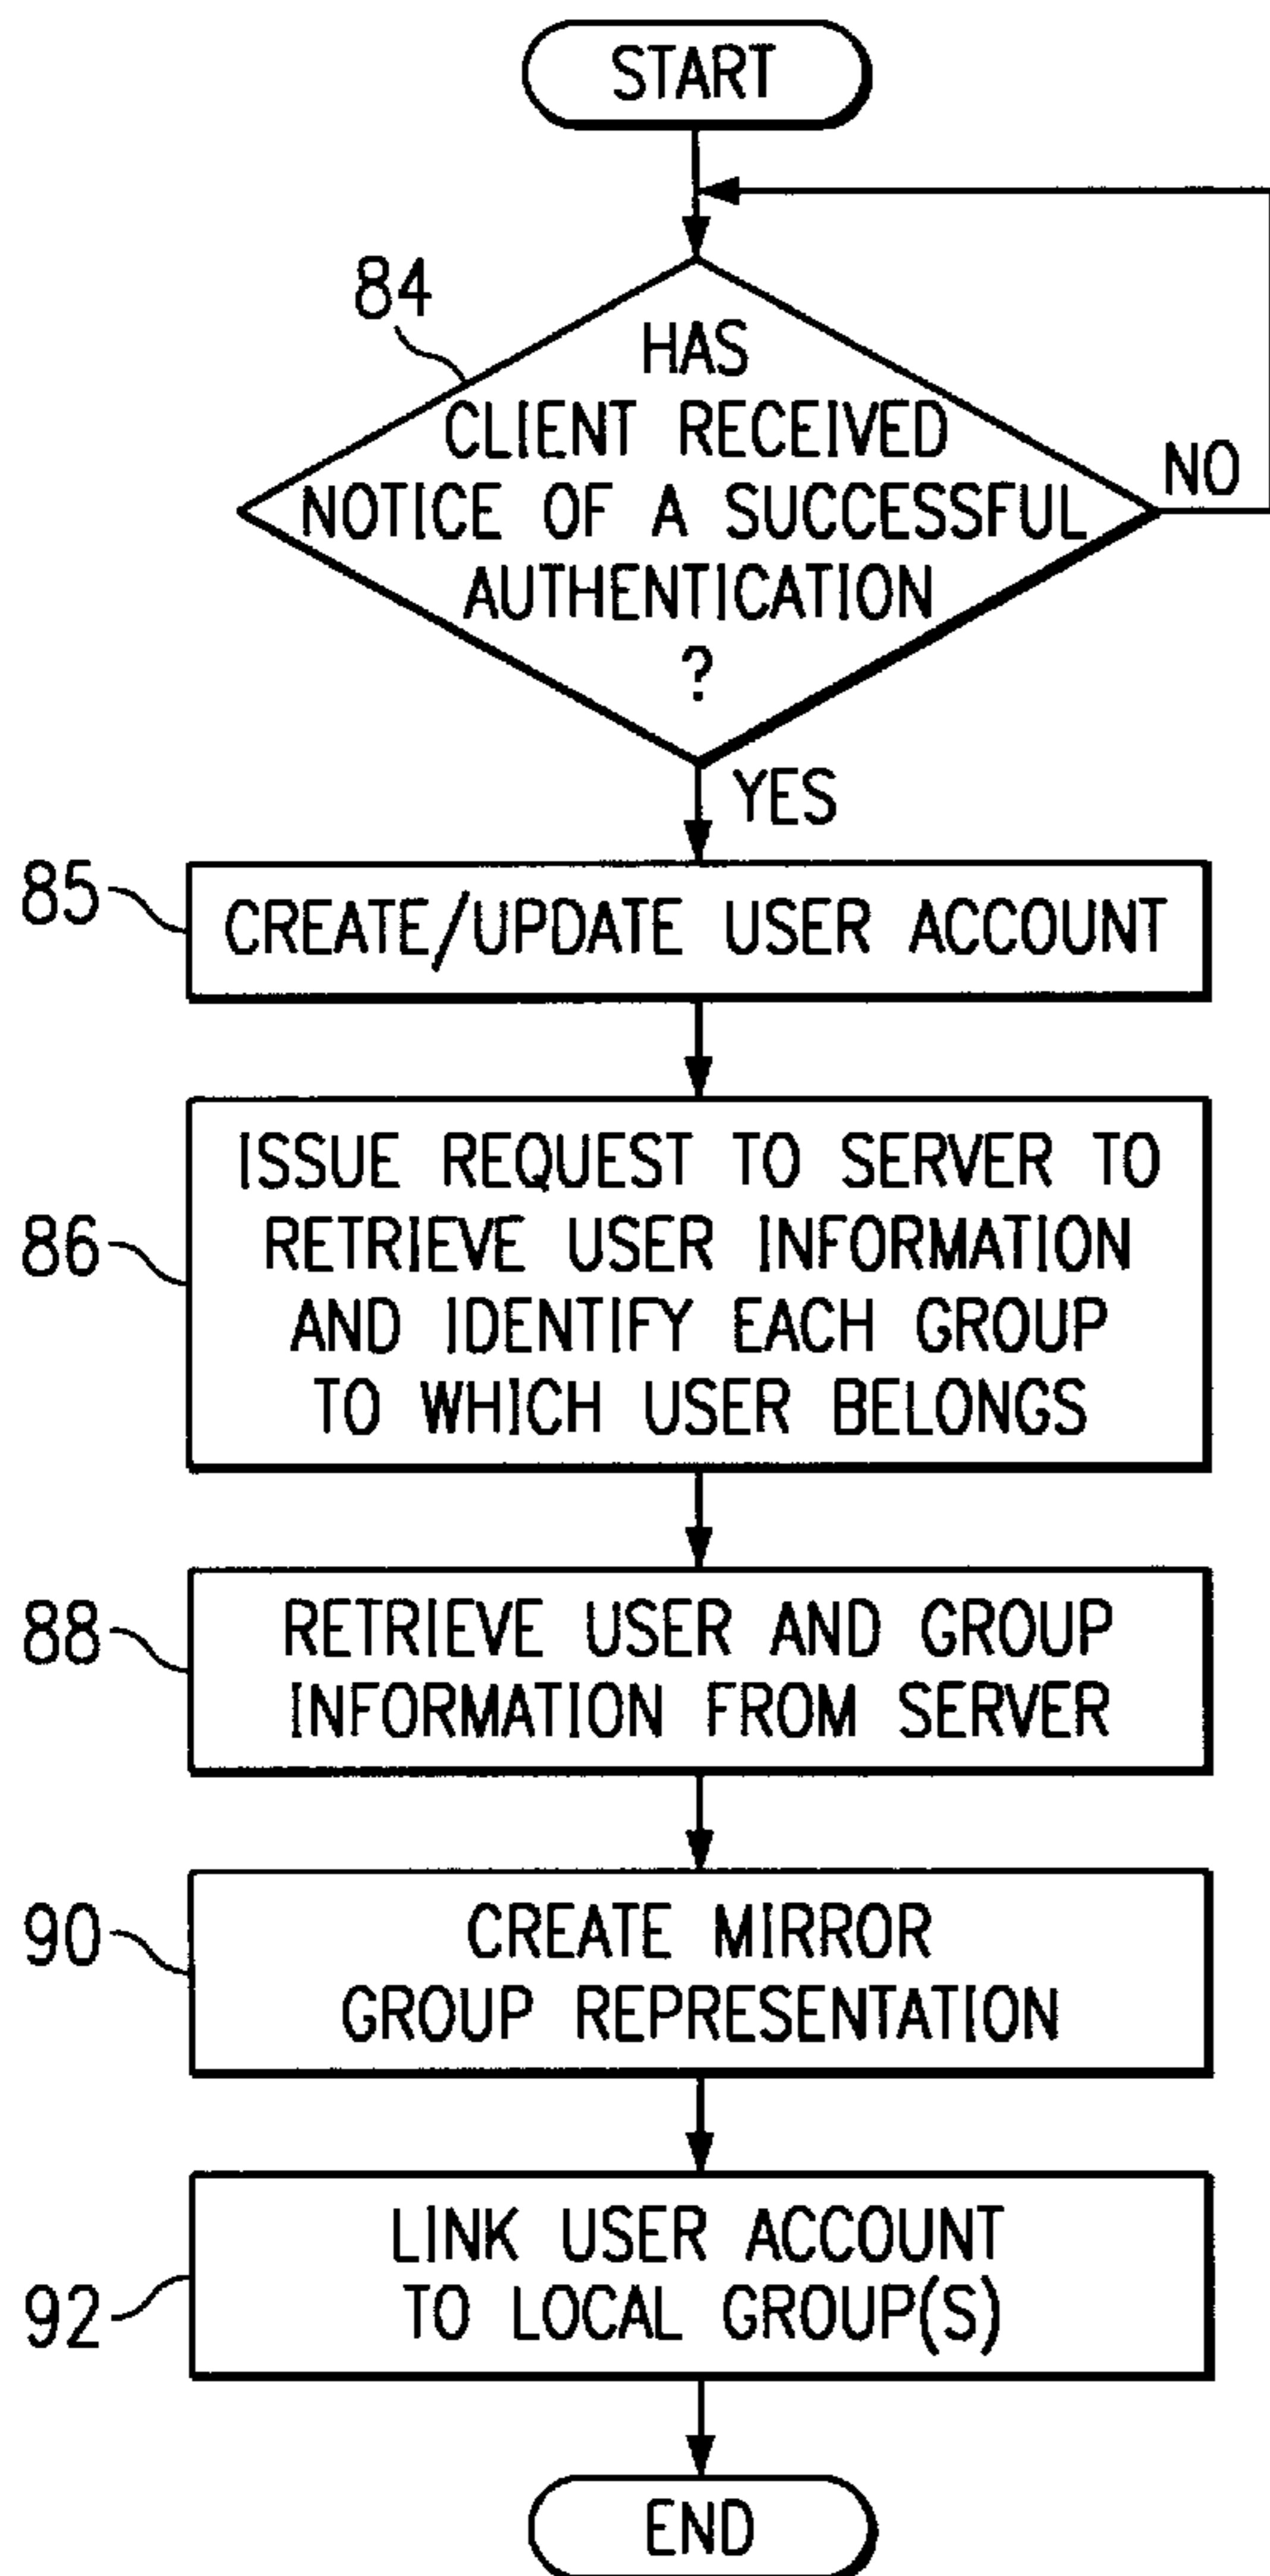 START
84
HAS
CLIENT RECEIVED
NOTICE OF A SUCCESSFUL
AUTHENTICATION
?
NO
YES
85
CREATE/UPDATE USER ACCOUNT
86
ISSUE REQUEST TO SERVER TO
RETRIEVE USER INFORMATION
AND IDENTIFY EACH GROUP
TO WHICH USER BELONGS
88
RETRIEVE USER AND GROUP
INFORMATION FROM SERVER
90
CREATE MIRROR
GROUP REPRESENTATION
92
LINK USER ACCOUNT
TO LOCAL GROUP(S)
END